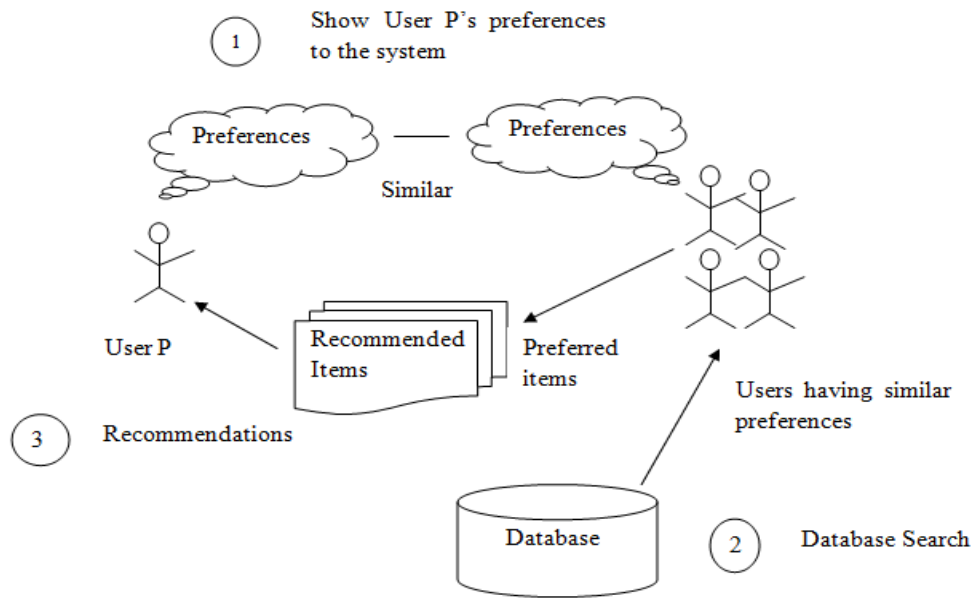 1
Show User P's preferences
to the system
Preferences
Preferences
Similar
User P
Recommended
Items
Preferred
items
Users having similar
preferences
3
Recommendations
Database
2
Database Search